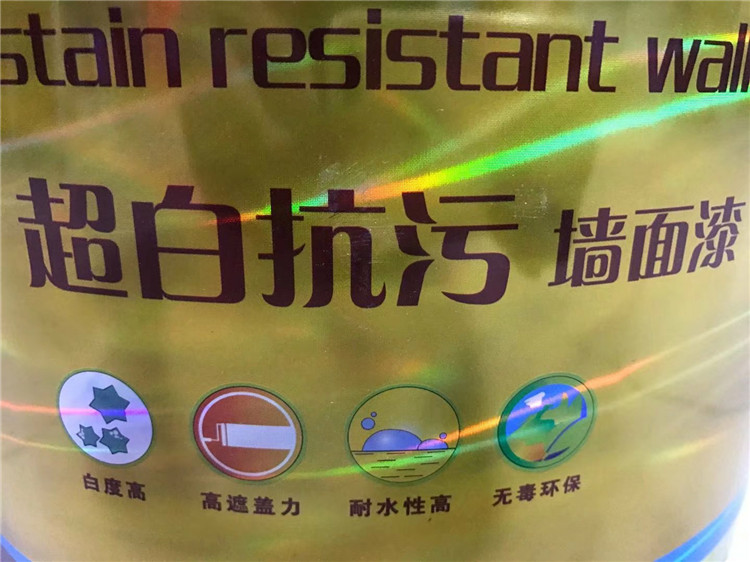 stain resistant wall
超白抗污 墙面漆
白度高 高遮盖力 耐水性高 无毒环保